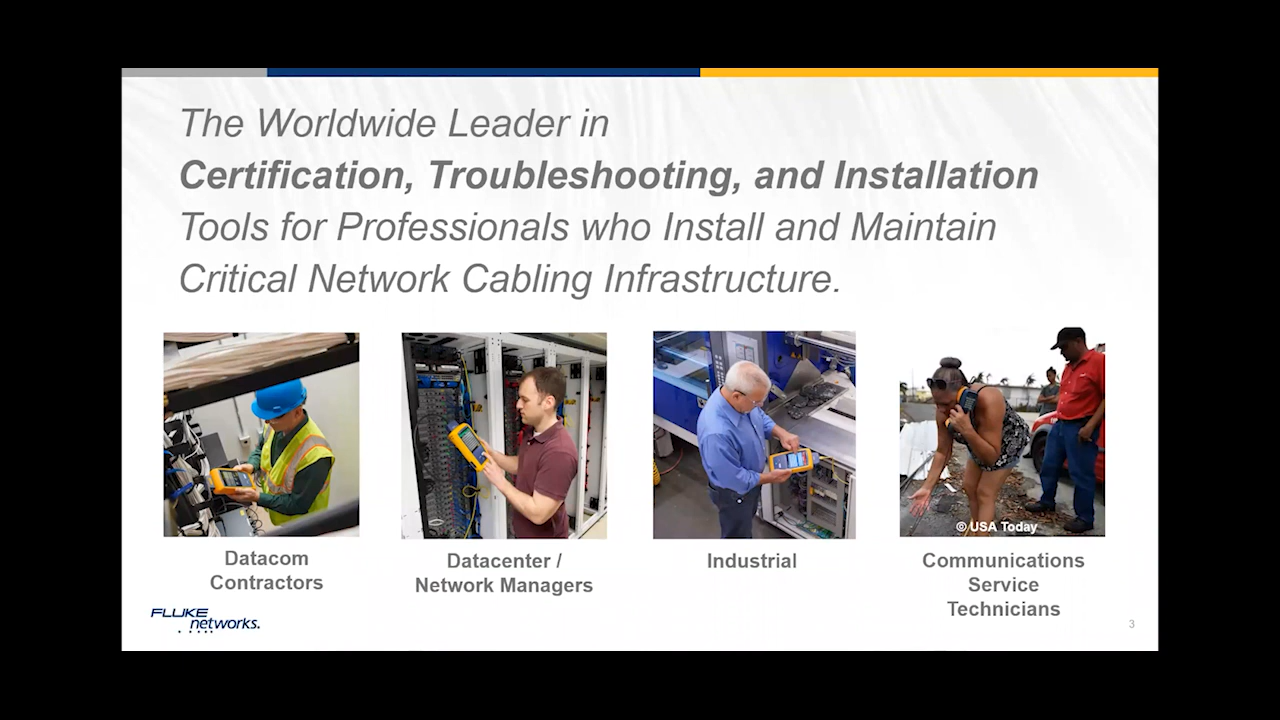 The Worldwide Leader in
Certification, Troubleshooting, and Installation
Tools for Professionals who Install and Maintain
Critical Network Cabling Infrastructure.
© USA Today
Datacom
Contractors
Datacenter /
Network Managers
Industrial
Communications
Service
Technicians
FLUKE
networks.
3